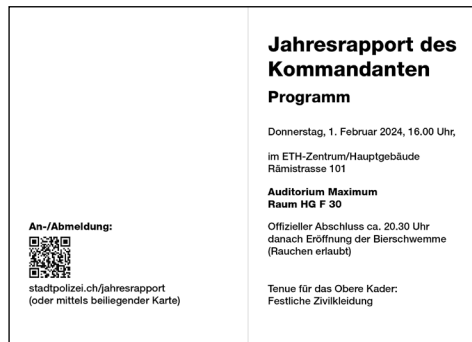 Jahresrapport des
Kommandanten
Programm
Donnerstag, 1. Februar 2024, 16.00 Uhr,
im ETH-Zentrum/Hauptgebäude
Rämistrasse 101
Auditorium Maximum
Raum HG F 30
Offizieller Abschluss ca. 20.30 Uhr
danach Eröffnung der Bierschwemme
(Rauchen erlaubt)
Tenue für das Obere Kader:
Festliche Zivilkleidung
An-/Abmeldung:
stadtpolizei.ch/jahresrapport
(oder mittels beiliegender Karte)